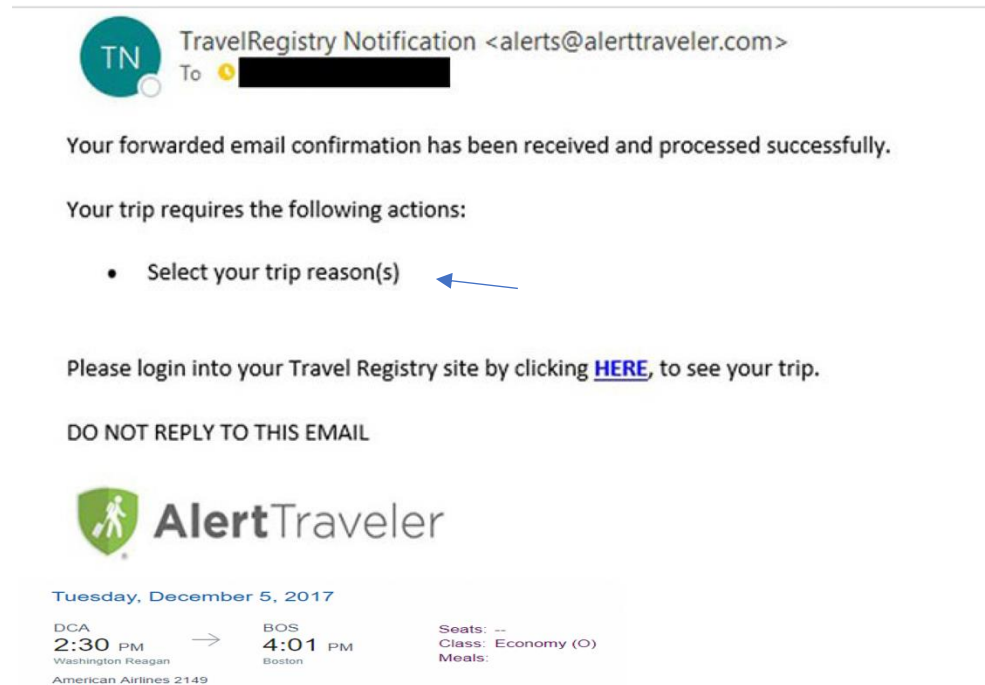 TN
TravelRegistry Notification <alerts@alerttraveler.com>
To
Your forwarded email confirmation has been received and processed successfully.
Your trip requires the following actions:
• Select your trip reason(s)
Please login into your Travel Registry site by clicking HERE, to see your trip.
DO NOT REPLY TO THIS EMAIL
AlertTraveler
Tuesday, December 5, 2017
DCA → BOS Seats: --
2:30 PM 4:01 PM Class: Economy (O)
Washington Reagan Boston Meals:
American Airlines 2149